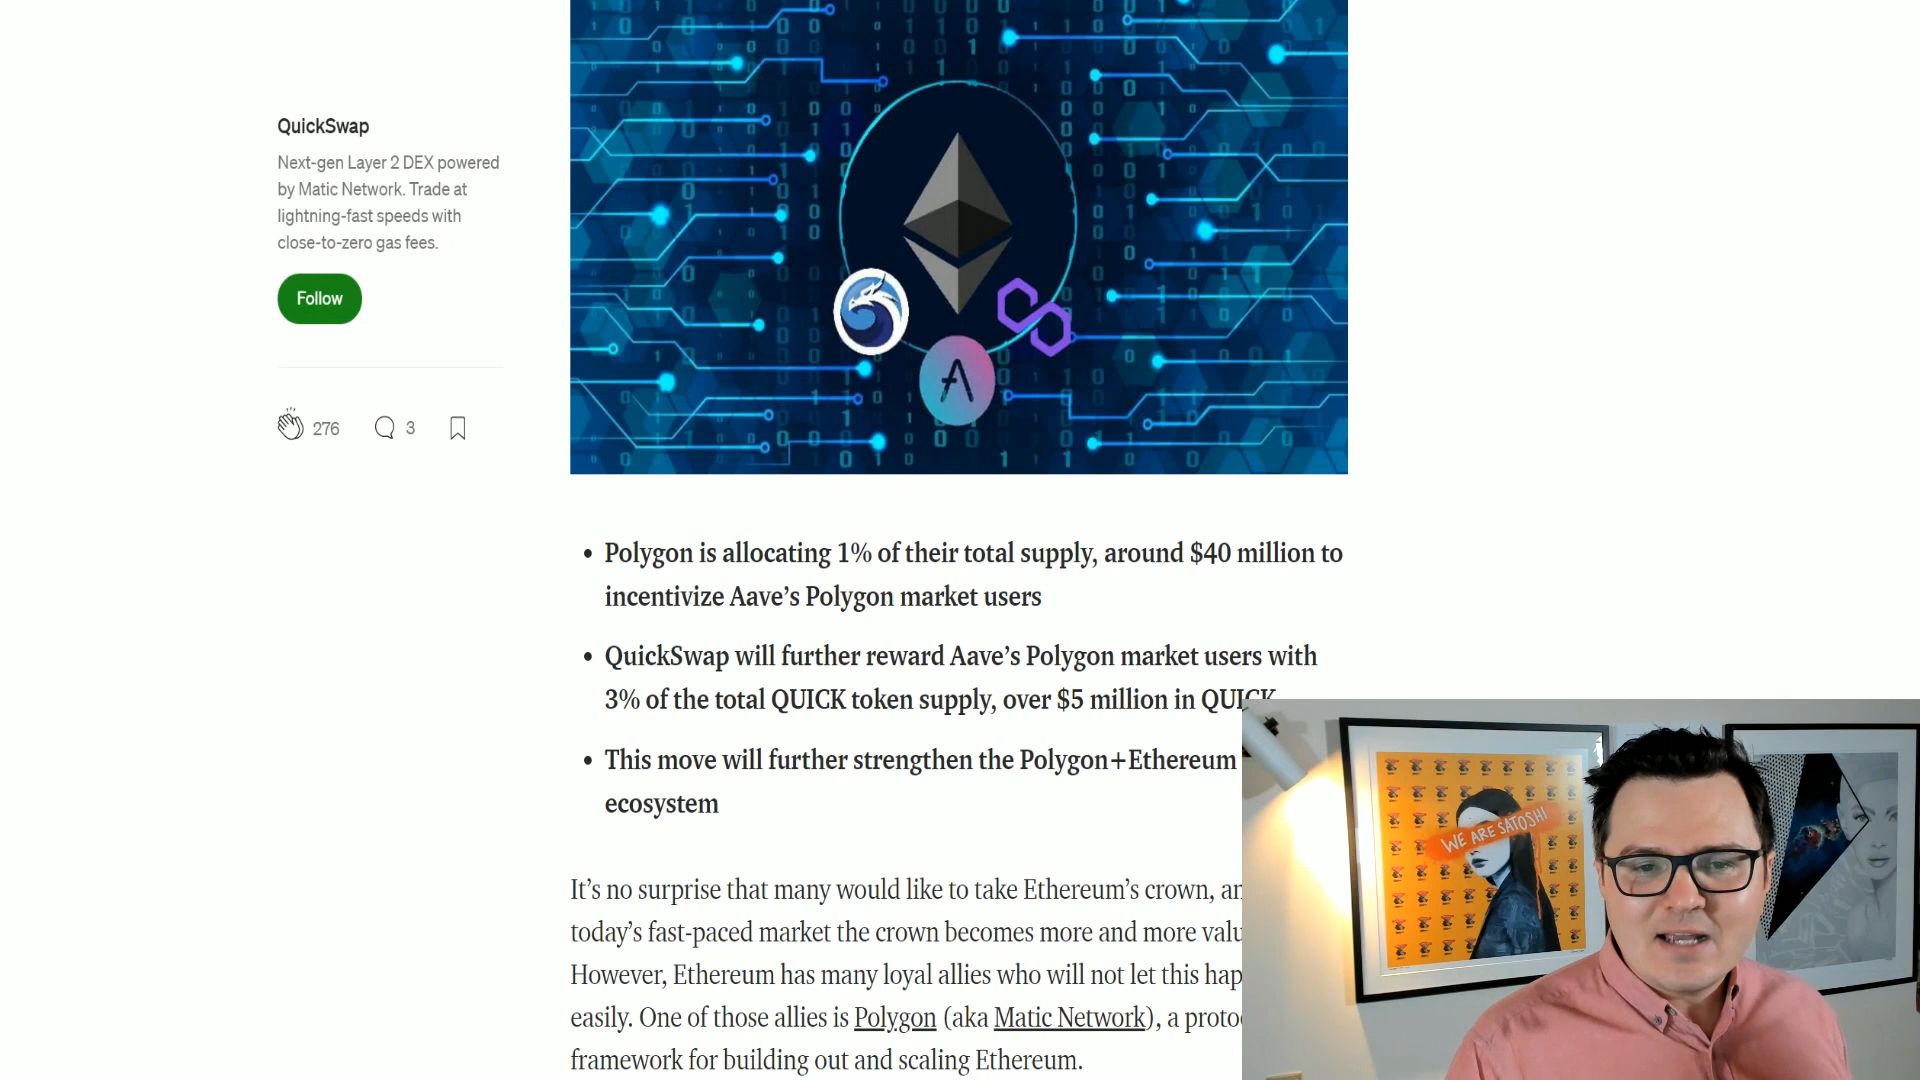 QuickSwap
Next-gen Layer 2 DEX powered
by Matic Network. Trade at
lightning-fast speeds with
close-to-zero gas fees.
Follow
276
3
• Polygon is allocating 1% of their total supply, around $40 million to
incentivize Aave’s Polygon market users
• QuickSwap will further reward Aave’s Polygon market users with
3% of the total QUICK token supply, over $5 million in QUICK
• This move will further strengthen the Polygon+Ethereum
ecosystem
It’s no surprise that many would like to take Ethereum’s crown,
today’s fast-paced market the crown becomes more and more
However, Ethereum has many loyal allies who will not let this
easily. One of those allies is Polygon (aka Matic Network), a
framework for building out and scaling Ethereum.
WE ARE SATOSHI